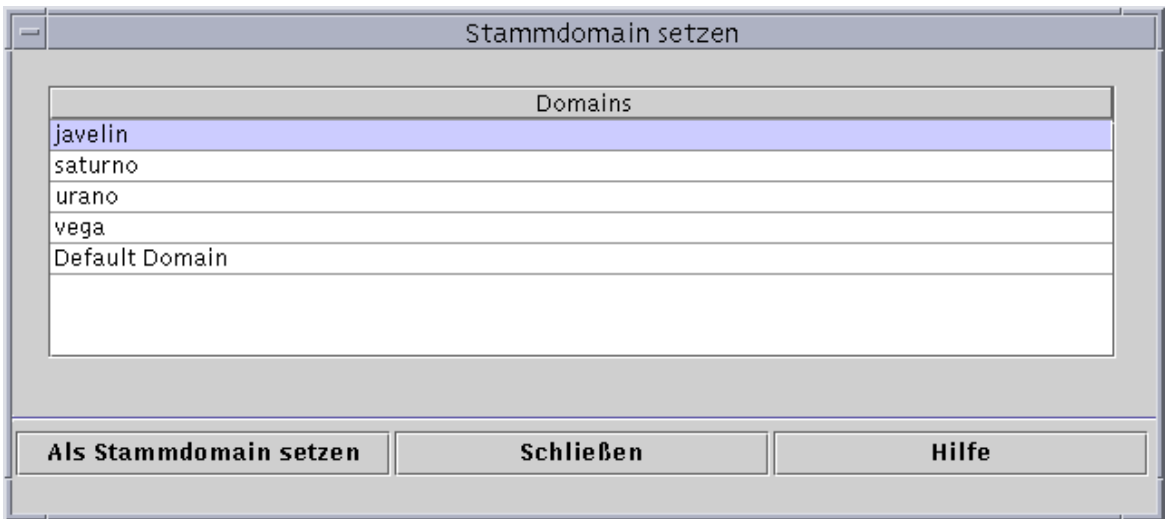 Stammdomain setzen
Domains
javelin
saturno
urano
vega
Default Domain
Als Stammdomain setzen
Schließen
Hilfe